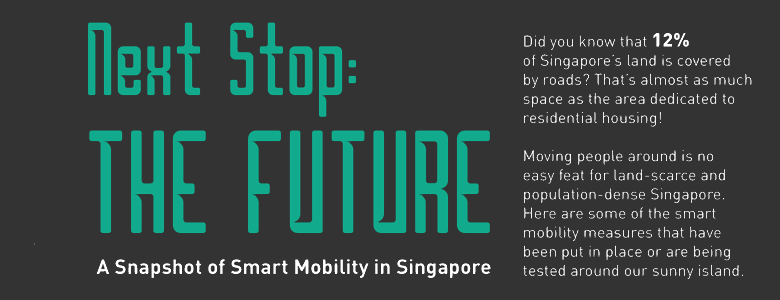 Next Stop:
THE FUTURE
A Snapshot of Smart Mobility in Singapore
Did you know that 12%
of Singapore's land is covered
by roads? That's almost as much
space as the area dedicated to
residential housing!
Moving people around is no
easy feat for land-scarce and
population-dense Singapore.
Here are some of the smart
mobility measures that have
been put in place or are being
tested around our sunny island.